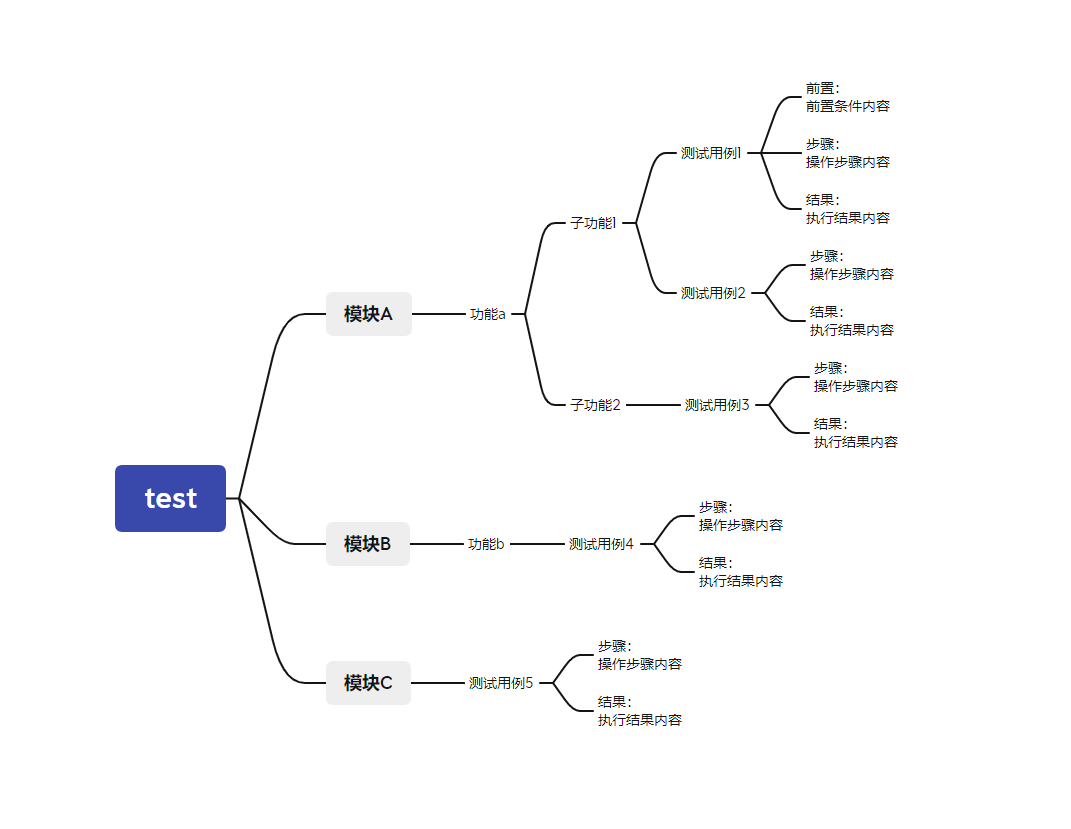 test
模块A
功能a
子功能1
测试用例1
前置：
前置条件内容
步骤：
操作步骤内容
结果：
执行结果内容
测试用例2
步骤：
操作步骤内容
结果：
执行结果内容
子功能2
测试用例3
步骤：
操作步骤内容
结果：
执行结果内容
模块B
功能b
测试用例4
步骤：
操作步骤内容
结果：
执行结果内容
模块C
测试用例5
步骤：
操作步骤内容
结果：
执行结果内容